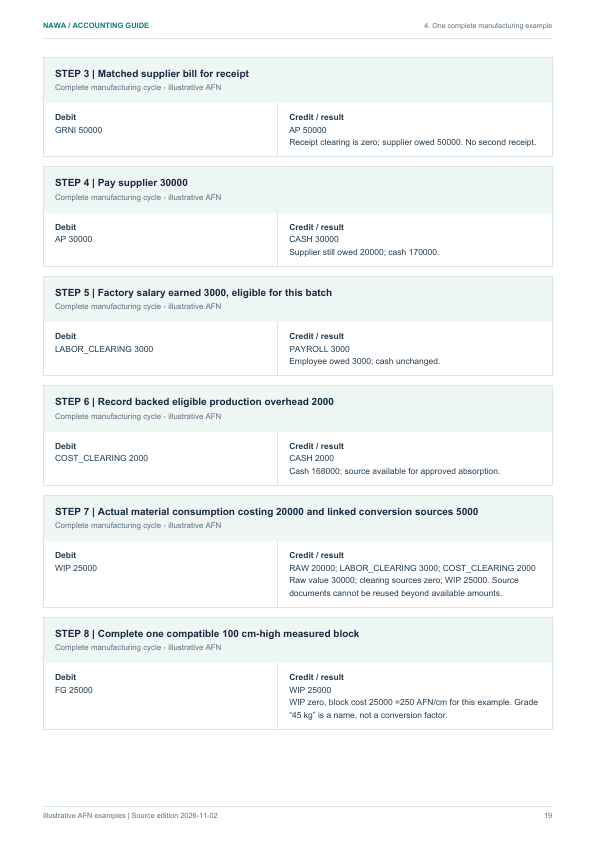 NAWA / ACCOUNTING GUIDE
4. One complete manufacturing example
STEP 3 | Matched supplier bill for receipt
Complete manufacturing cycle - illustrative AFN
Debit
GRNI 50000
Credit / result
AP 50000
Receipt clearing is zero; supplier owed 50000. No second receipt.
STEP 4 | Pay supplier 30000
Complete manufacturing cycle - illustrative AFN
Debit
AP 30000
Credit / result
CASH 30000
Supplier still owed 20000; cash 170000.
STEP 5 | Factory salary earned 3000, eligible for this batch
Complete manufacturing cycle - illustrative AFN
Debit
LABOR_CLEARING 3000
Credit / result
PAYROLL 3000
Employee owed 3000; cash unchanged.
STEP 6 | Record backed eligible production overhead 2000
Complete manufacturing cycle - illustrative AFN
Debit
COST_CLEARING 2000
Credit / result
CASH 2000
Cash 168000; source available for approved absorption.
STEP 7 | Actual material consumption costing 20000 and linked conversion sources 5000
Complete manufacturing cycle - illustrative AFN
Debit
WIP 25000
Credit / result
RAW 20000; LABOR_CLEARING 3000; COST_CLEARING 2000
Raw value 30000; clearing sources zero; WIP 25000. Source
documents cannot be reused beyond available amounts.
STEP 8 | Complete one compatible 100 cm-high measured block
Complete manufacturing cycle - illustrative AFN
Debit
FG 25000
Credit / result
WIP 25000
WIP zero, block cost 25000 =250 AFN/cm for this example. Grade
“45 kg” is a name, not a conversion factor.
Illustrative AFN examples | Source edition 2026-11-02
19